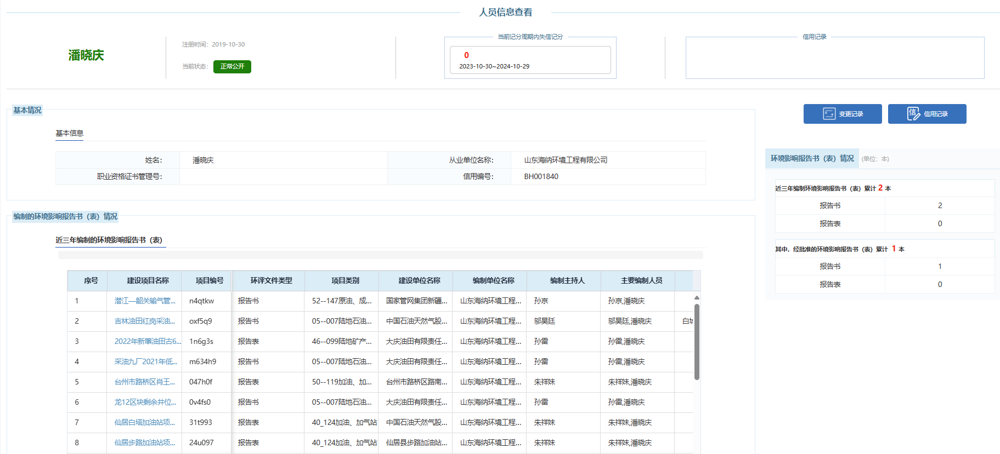 人员信息查看
潘晓庆
注册时间：2019-10-30
当前状态：正常公开
当前记分周期内失信记分
0
2023-10-30~2024-10-29
信用记录
基本情况
变更记录 信用记录
基本信息
姓名： 潘晓庆 从业单位名称： 山东海纳环境工程有限公司
职业资格证书管理号： 信用编号： BH001840
编制的环境影响报告书（表）情况
近三年编制的环境影响报告书（表）
序号 建设项目名称 项目编号 环评文件类型 项目类别 建设单位名称 编制单位名称 编制主持人 主要编制人员
1 潜江—韶关输气管... n4qtkw 报告书 52--147原油、成... 国家管网集团新疆... 山东海纳环境工程... 孙京 孙京,潘晓庆
2 吉林油田红岗采油... oxf5q9 报告书 05--007陆地石油... 中国石油天然气股... 山东海纳环境工程... 邬昊廷 邬昊廷,潘晓庆 白
3 2022年新肇油田古6... 1n6g3s 报告表 46--099陆地矿产... 大庆油田有限责任... 山东海纳环境工程... 孙雷 孙雷,潘晓庆
4 采油九厂2021年低... m634h9 报告书 05--007陆地石油... 大庆油田有限责任... 山东海纳环境工程... 孙雷 孙雷,潘晓庆
5 台州市路桥区肖王... 047h0f 报告表 50--119加油、加... 台州市路桥区路南... 山东海纳环境工程... 朱祥妹 朱祥妹,潘晓庆
6 龙12区块剩余井位... 0v4fs0 报告书 05--007陆地石油... 大庆油田有限责任... 山东海纳环境工程... 孙雷 孙雷,潘晓庆
7 仙居白塔加油站项... 31t993 报告表 40_124加油、加气站 中国石油天然气股... 山东海纳环境工程... 朱祥妹 朱祥妹,潘晓庆
8 仙居步路加油站项... 24u097 报告表 40_124加油、加气站 仙居县步路加油站... 山东海纳环境工程... 朱祥妹 朱祥妹,潘晓庆
环境影响报告书（表）情况 (单位：本)
近三年编制环境影响报告书（表）累计 2 本
报告书 2
报告表 0
其中，经批准的环境影响报告书（表）累计 1 本
报告书 1
报告表 0